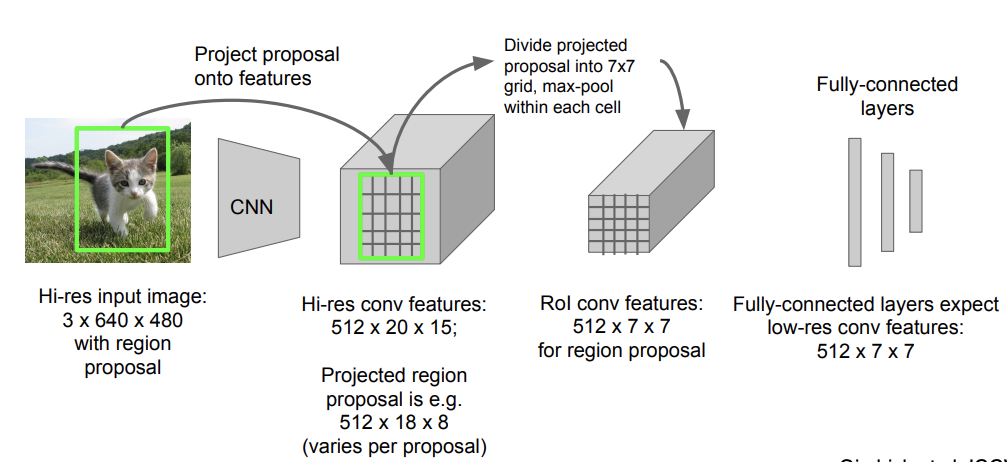 Project proposal
onto features
Divide projected
proposal into 7x7
grid, max-pool
within each cell
Fully-connected
layers
CNN
Hi-res input image:
3 x 640 x 480
with region
proposal
Hi-res conv features:
512 x 20 x 15;
Projected region
proposal is e.g.
512 x 18 x 8
(varies per proposal)
RoI conv features:
512 x 7 x 7
for region proposal
Fully-connected layers expect
low-res conv features:
512 x 7 x 7